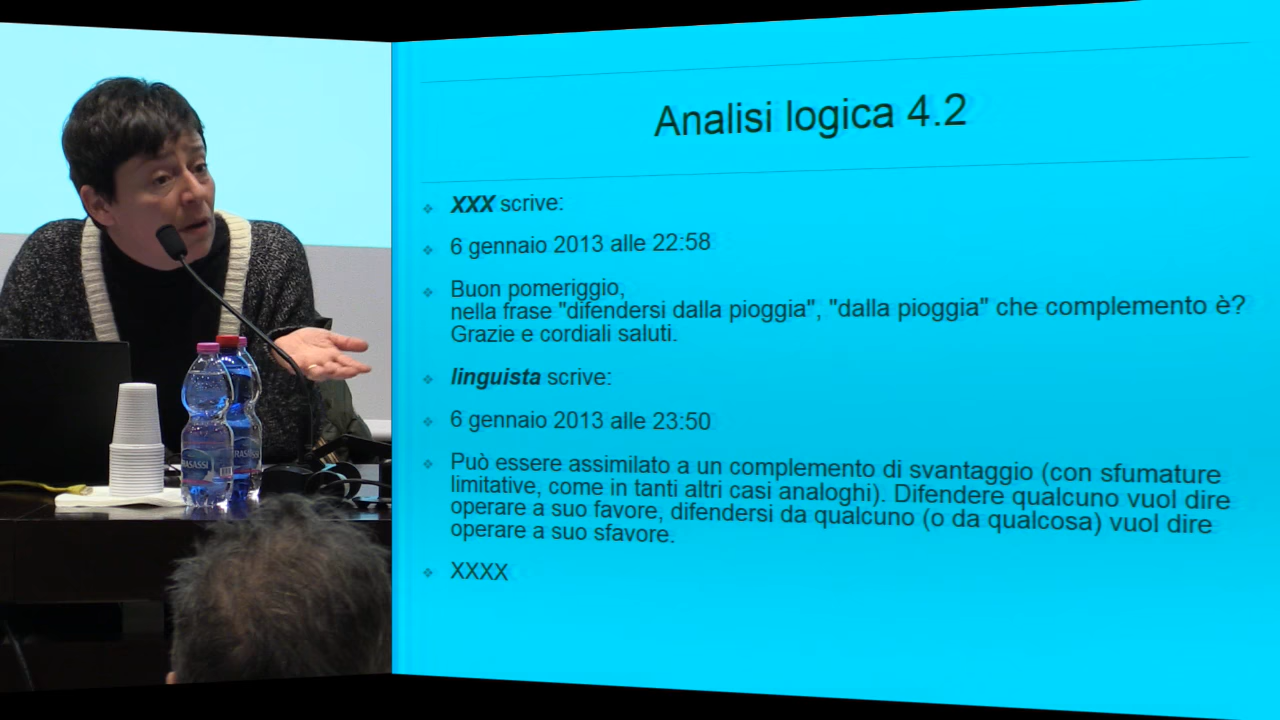 Analisi logica 4.2
XXX scrive:
6 gennaio 2013 alle 22:58
Buon pomeriggio,
nella frase "difendersi dalla pioggia", "dalla pioggia" che complemento è?
Grazie e cordiali saluti.
linguista scrive:
6 gennaio 2013 alle 23:50
Può essere assimilato a un complemento di svantaggio (con sfumature
limitative, come in tanti altri casi analoghi). Difendere qualcuno vuol dire
operare a suo favore, difendersi da qualcuno (o da qualcosa) vuol dire
operare a suo sfavore.
XXXX